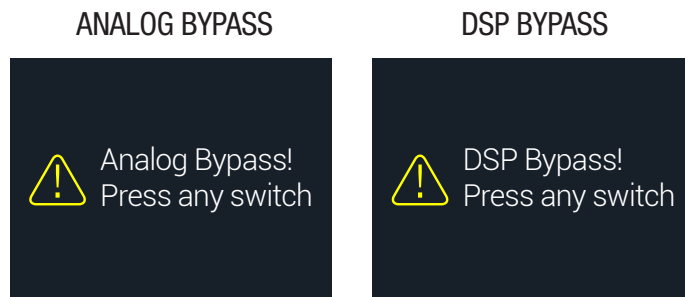 ANALOG BYPASS
DSP BYPASS
Analog Bypass!
Press any switch
DSP Bypass!
Press any switch